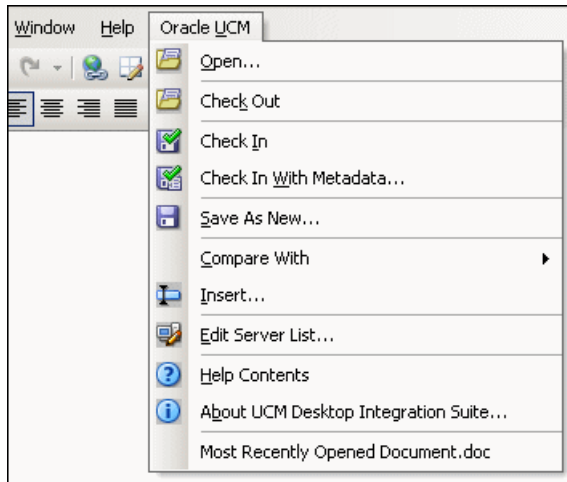 Window Help Oracle UCM
Open...
Check Out
Check In
Check In With Metadata...
Save As New...
Compare With
Insert...
Edit Server List...
Help Contents
About UCM Desktop Integration Suite...
Most Recently Opened Document.doc